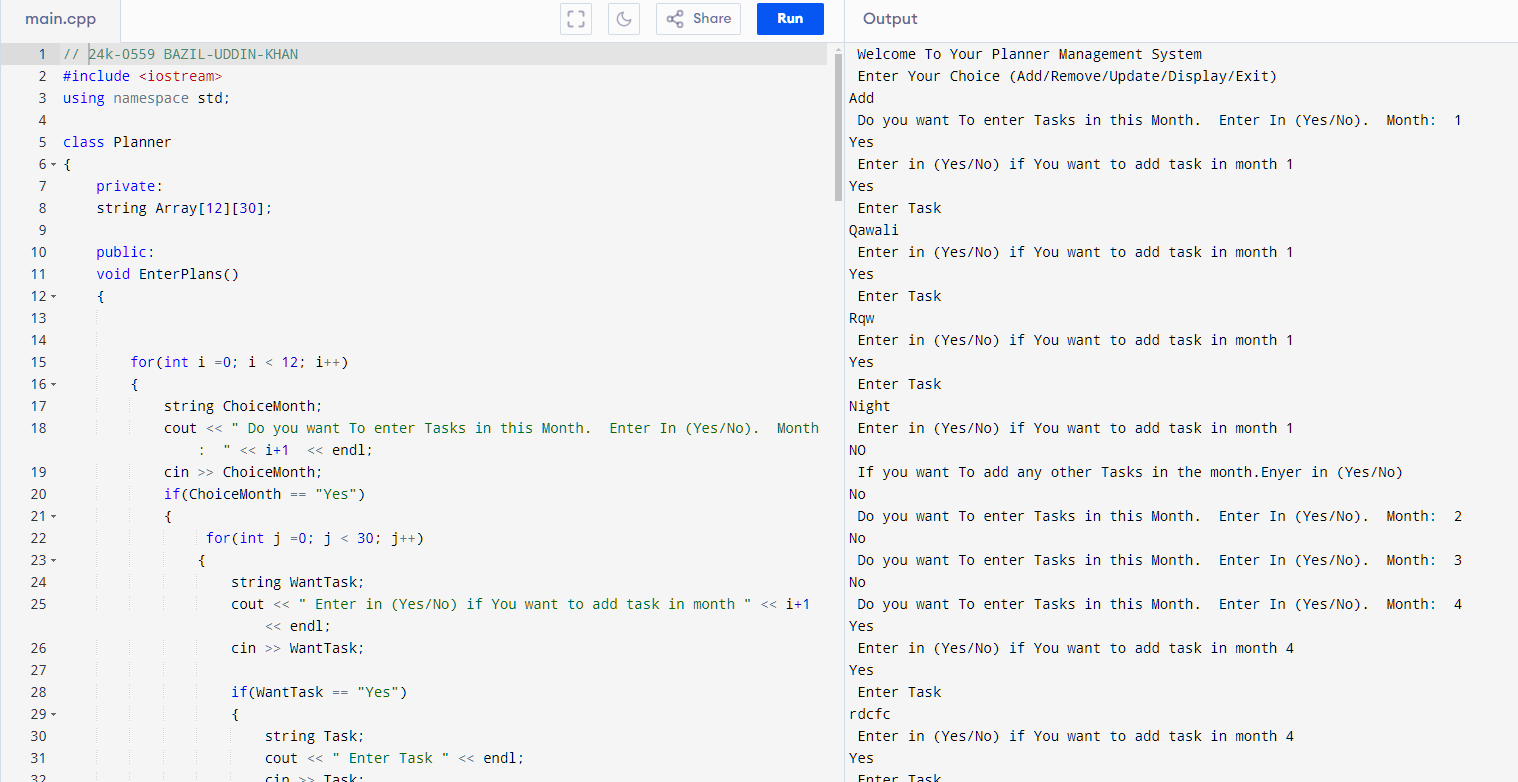 main.cpp
Share
Run
Output
1 // 24k-0559 BAZIL-UDDIN-KHAN
2 #include <iostream>
3 using namespace std;
4
5 class Planner
6 {
7 private:
8 string Array[12][30];
9
10 public:
11 void EnterPlans()
12 {
13
14
15 for(int i =0; i < 12; i++)
16 {
17 string ChoiceMonth;
18 cout << " Do you want To enter Tasks in this Month.  Enter In (Yes/No).  Month
:  " << i+1  << endl;
19 cin >> ChoiceMonth;
20 if(ChoiceMonth == "Yes")
21 {
22 for(int j =0; j < 30; j++)
23 {
24 string WantTask;
25 cout << " Enter in (Yes/No) if You want to add task in month " << i+1
<< endl;
26 cin >> WantTask;
27
28 if(WantTask == "Yes")
29 {
30 string Task;
31 cout << " Enter Task " << endl;
32 cin >> Task;
Welcome To Your Planner Management System
Enter Your Choice (Add/Remove/Update/Display/Exit)
Add
Do you want To enter Tasks in this Month.  Enter In (Yes/No).  Month:  1
Yes
Enter in (Yes/No) if You want to add task in month 1
Yes
Enter Task
Qawali
Enter in (Yes/No) if You want to add task in month 1
Yes
Enter Task
Rqw
Enter in (Yes/No) if You want to add task in month 1
Yes
Enter Task
Night
Enter in (Yes/No) if You want to add task in month 1
NO
If you want To add any other Tasks in the month.Enyer in (Yes/No)
No
Do you want To enter Tasks in this Month.  Enter In (Yes/No).  Month:  2
No
Do you want To enter Tasks in this Month.  Enter In (Yes/No).  Month:  3
No
Do you want To enter Tasks in this Month.  Enter In (Yes/No).  Month:  4
Yes
Enter in (Yes/No) if You want to add task in month 4
Yes
Enter Task
rdcfc
Enter in (Yes/No) if You want to add task in month 4
Yes
Enter Task